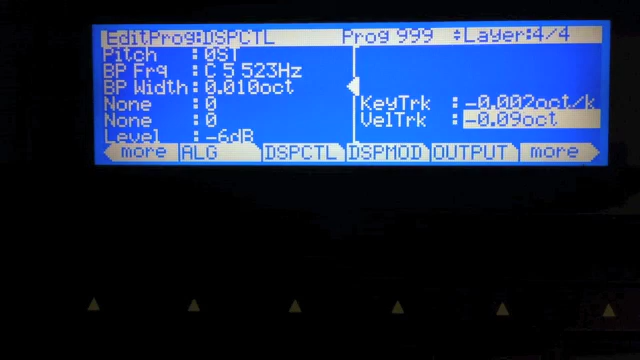 EditProg:DSPCTL Prog 999 ÷Layer:4/4
Pitch : 0ST
BP Frq : C 5 523Hz
BP Width: 0.010oct
None : 0 KeyTrk : -0.002oct/k
None : 0 VelTrk : -0.09oct
Level : -6dB
more ALG DSPCTL DSPMOD OUTPUT more